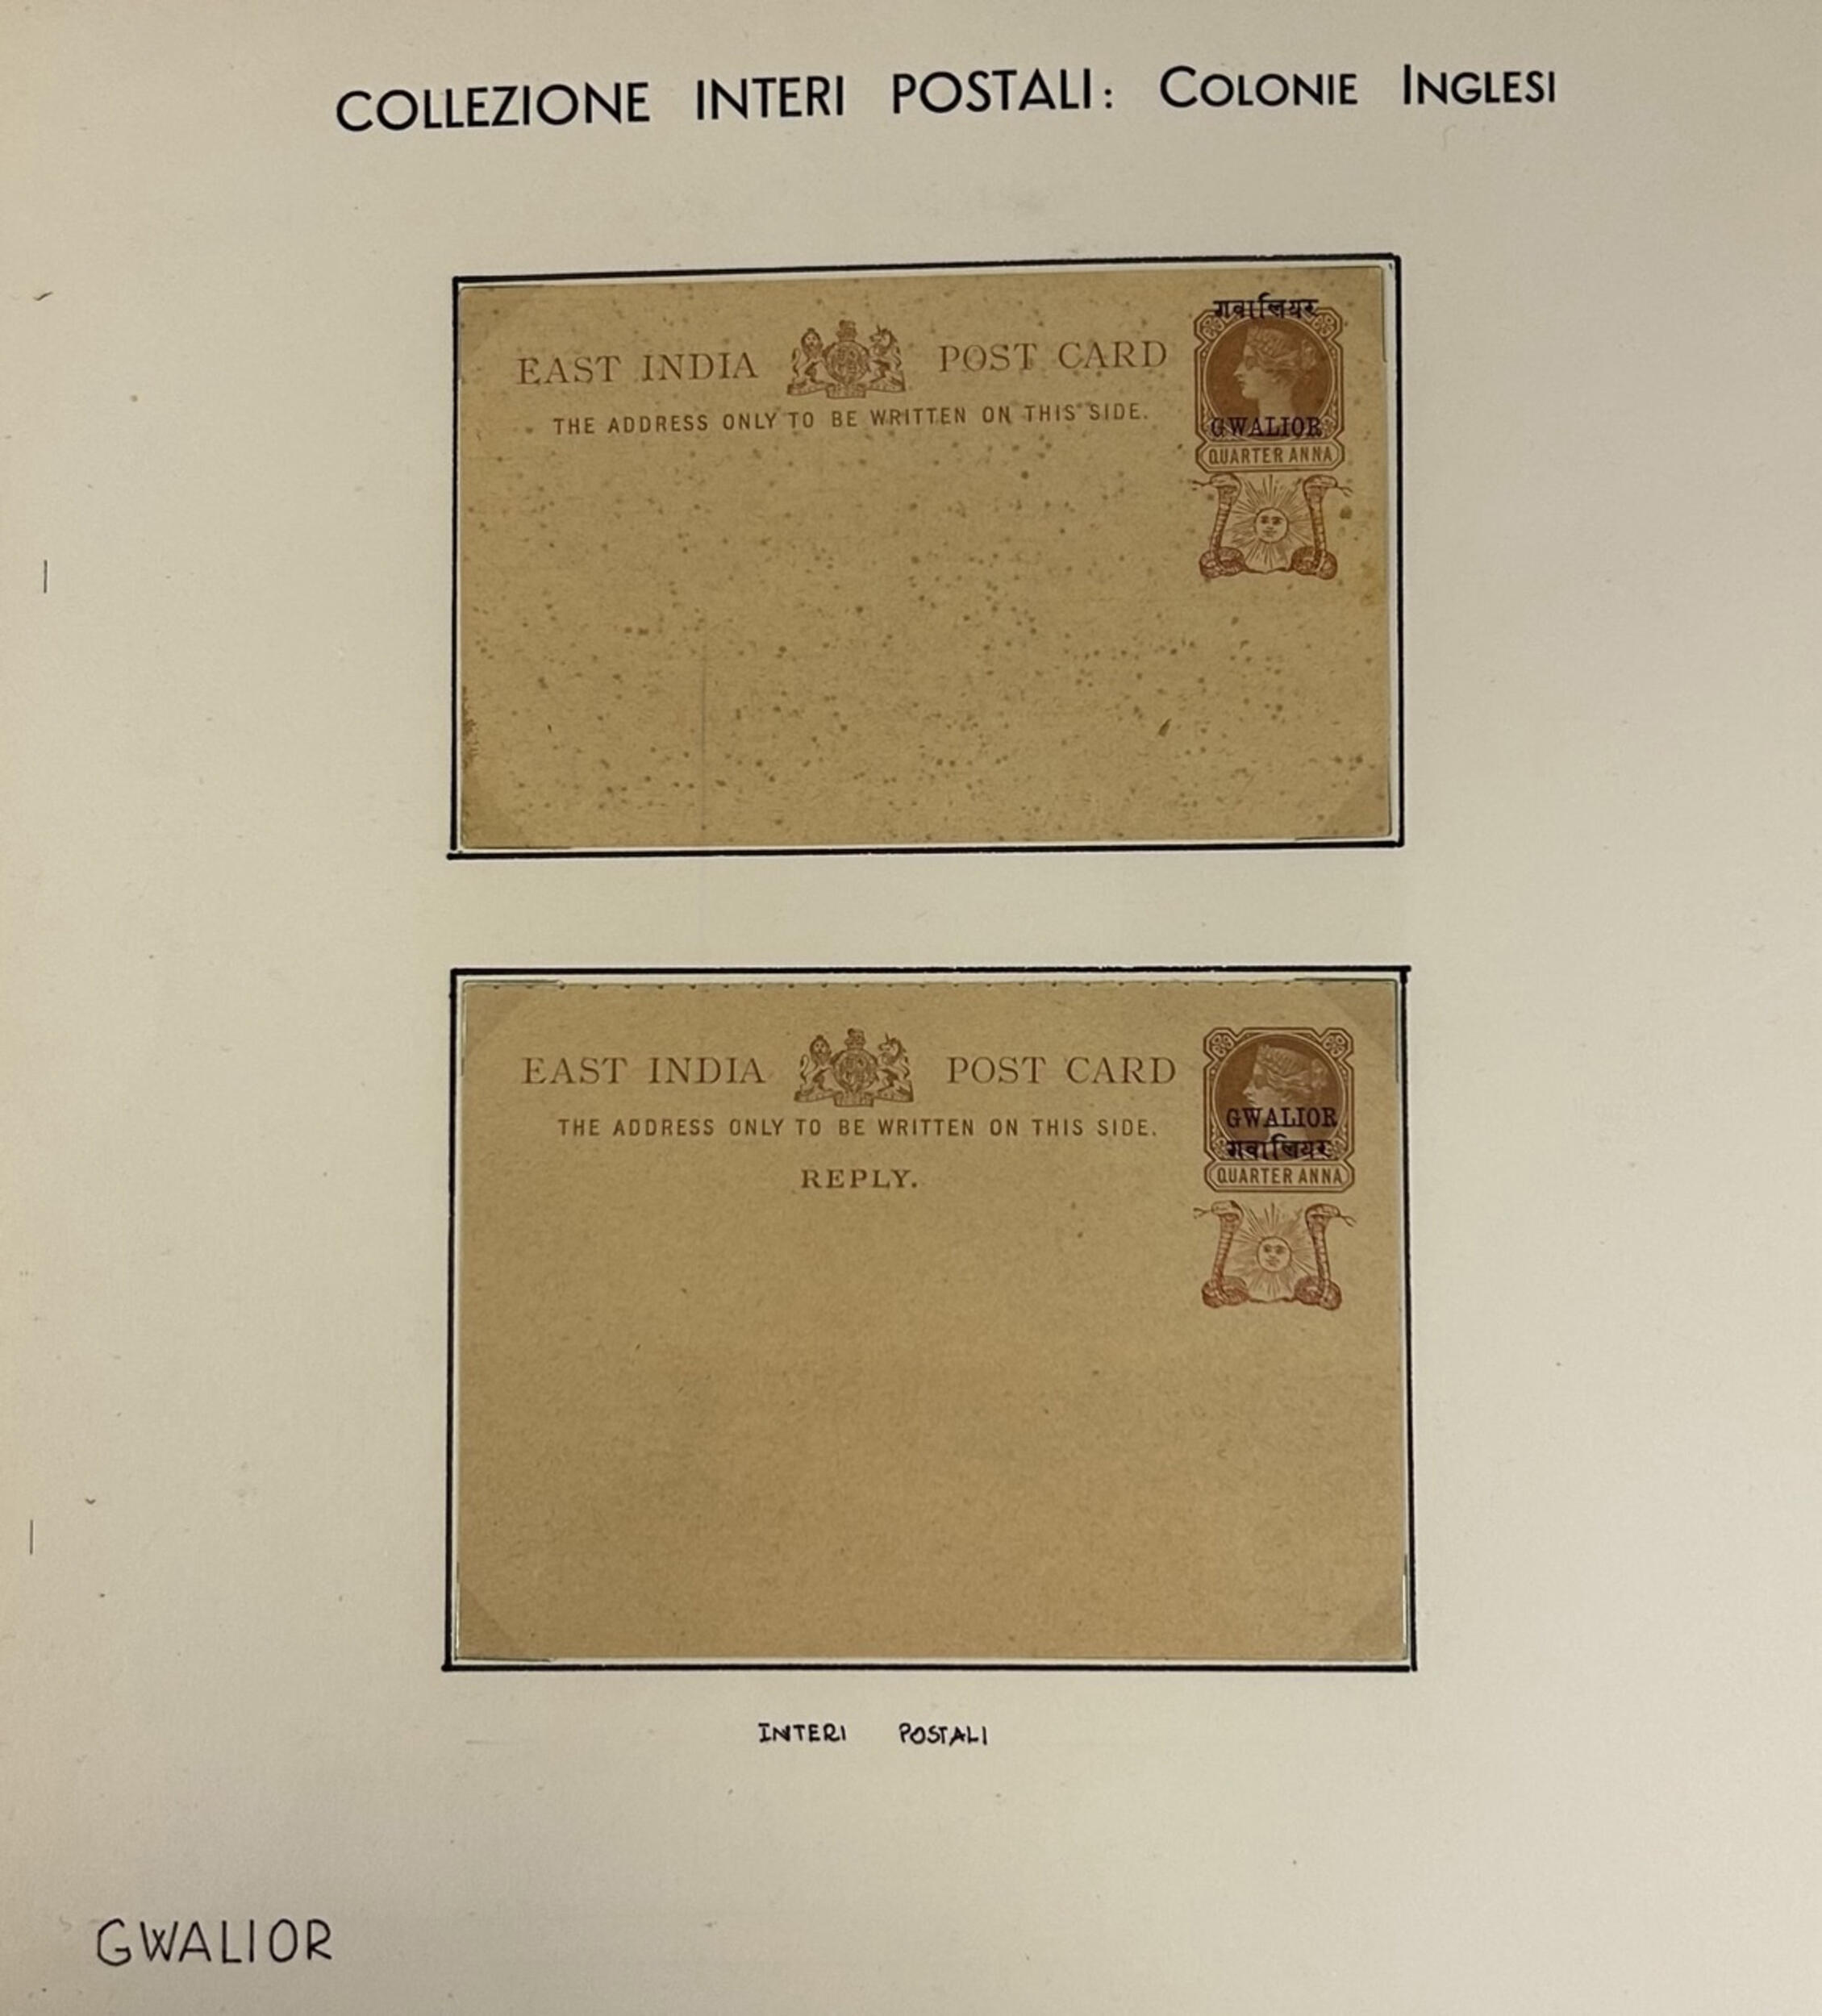 COLLEZIONE INTERI POSTALI: COLONIE INGLESI
EAST INDIA POST CARD
THE ADDRESS ONLY TO BE WRITTEN ON THIS SIDE.
गवालियर
GWALIOR
QUARTER ANNA
EAST INDIA POST CARD
THE ADDRESS ONLY TO BE WRITTEN ON THIS SIDE.
REPLY.
GWALIOR
गवालियर
QUARTER ANNA
INTERI POSTALI
GWALIOR